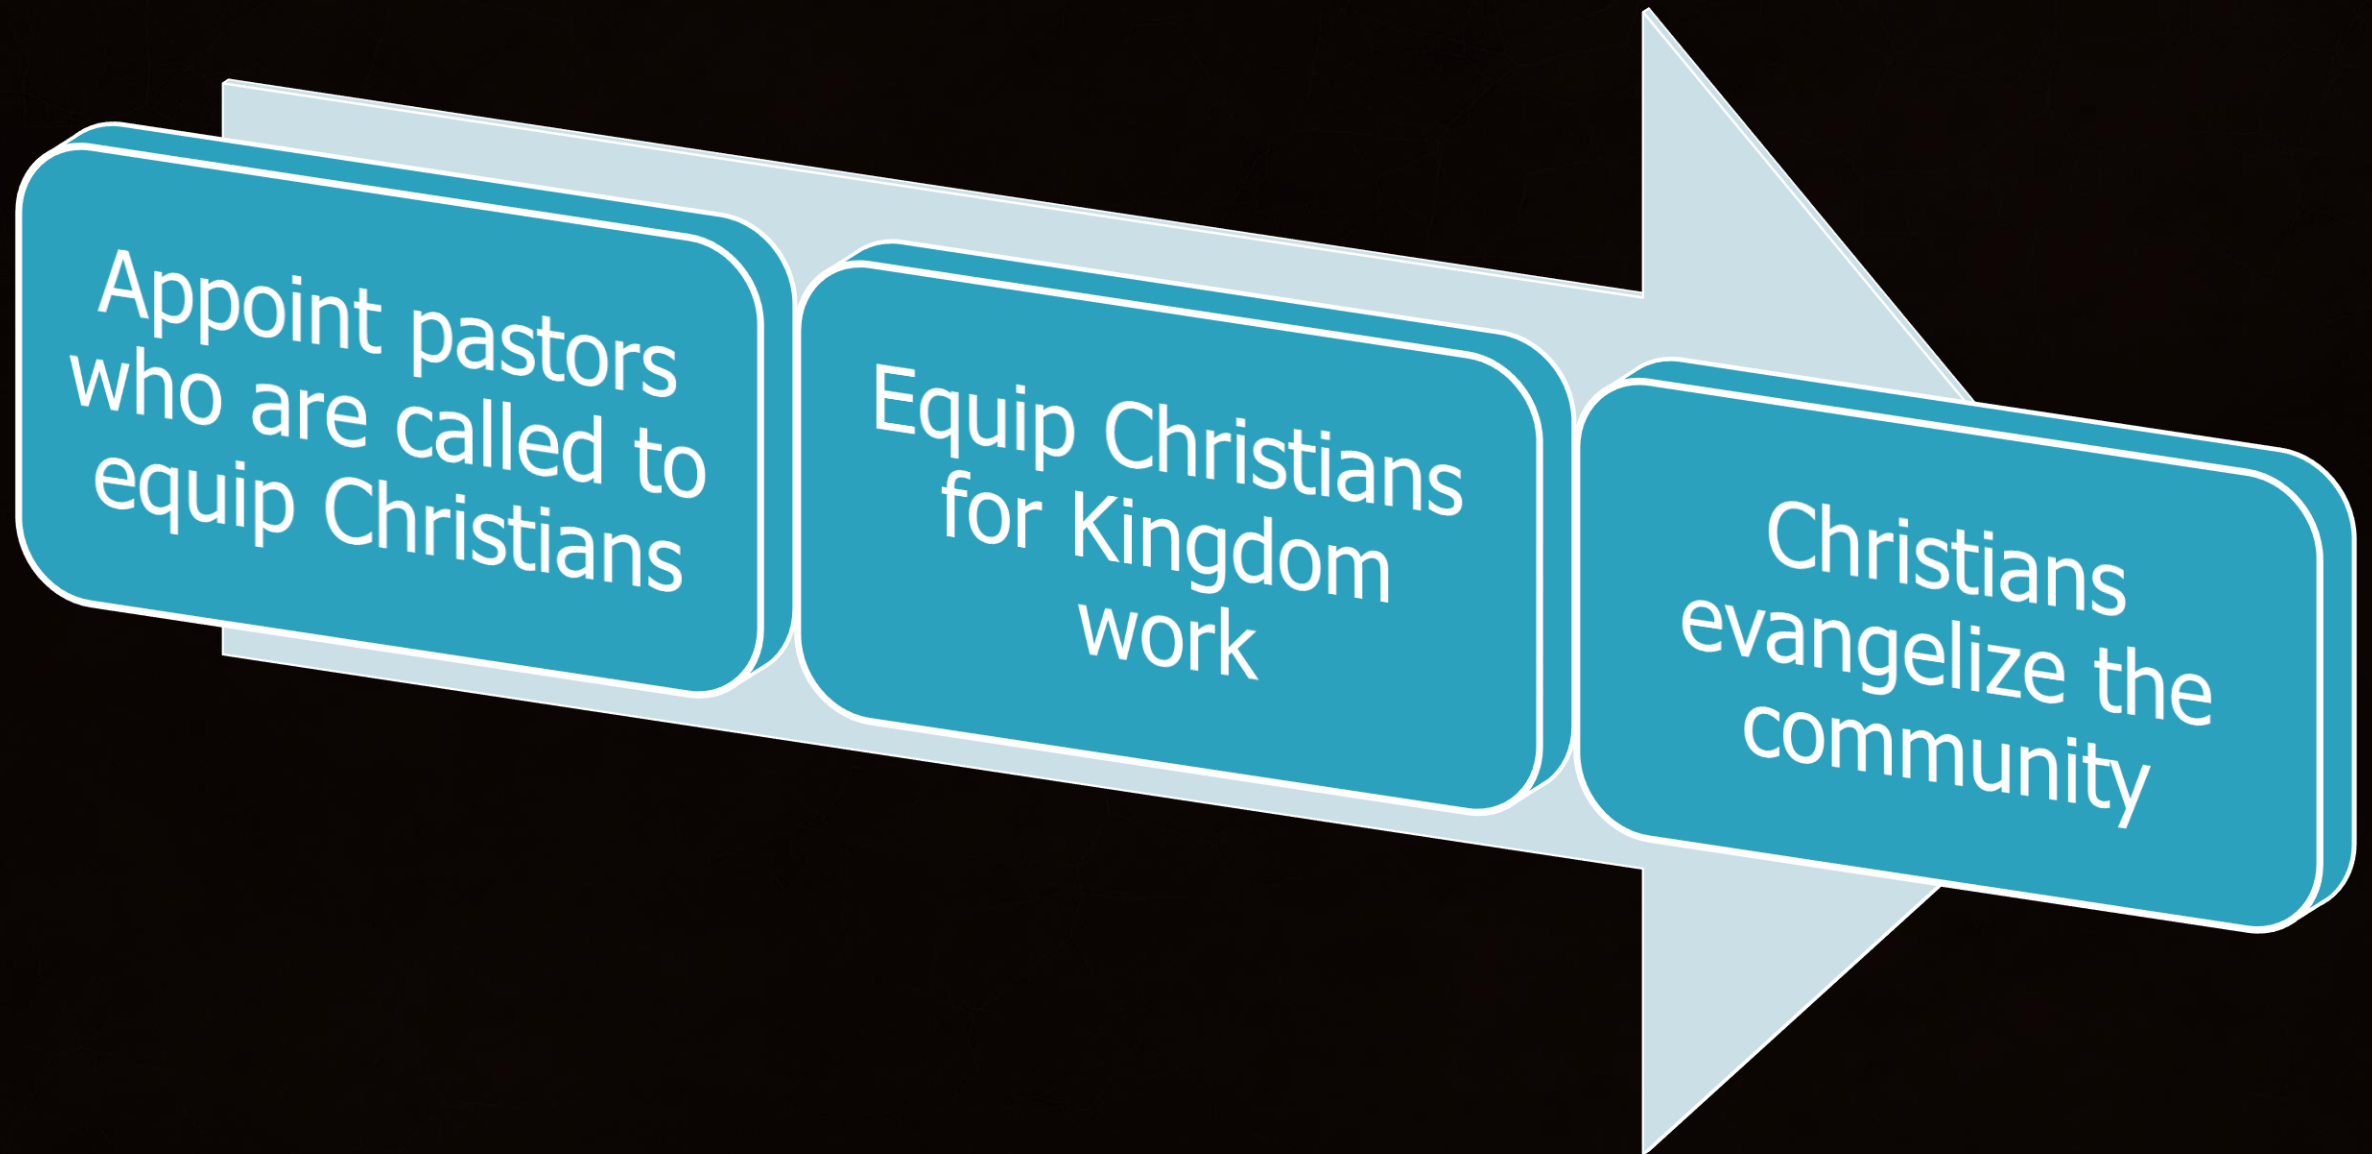 Appoint pastors
who are called to
equip Christians
Equip Christians
for Kingdom
work
Christians
evangelize the
community